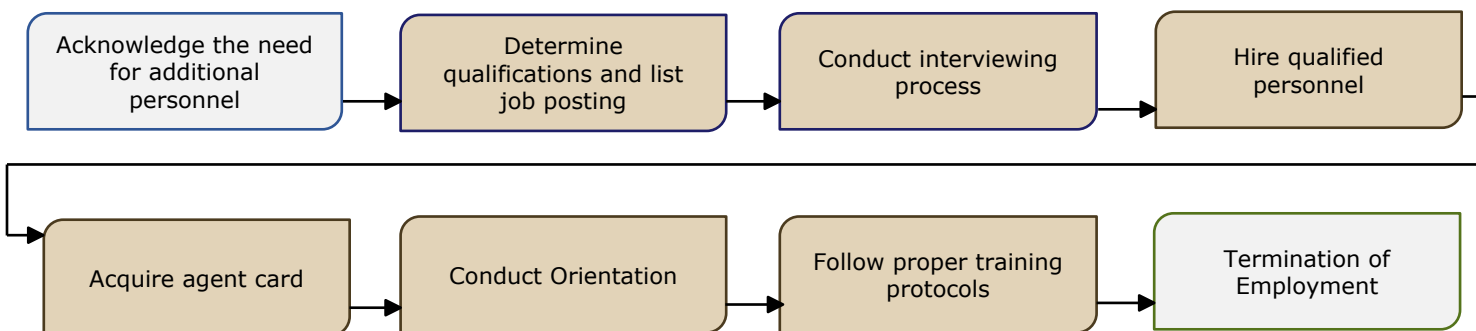 Acknowledge the need
for additional
personnel
Determine
qualifications and list
job posting
Conduct interviewing
process
Hire qualified
personnel
Acquire agent card
Conduct Orientation
Follow proper training
protocols
Termination of
Employment